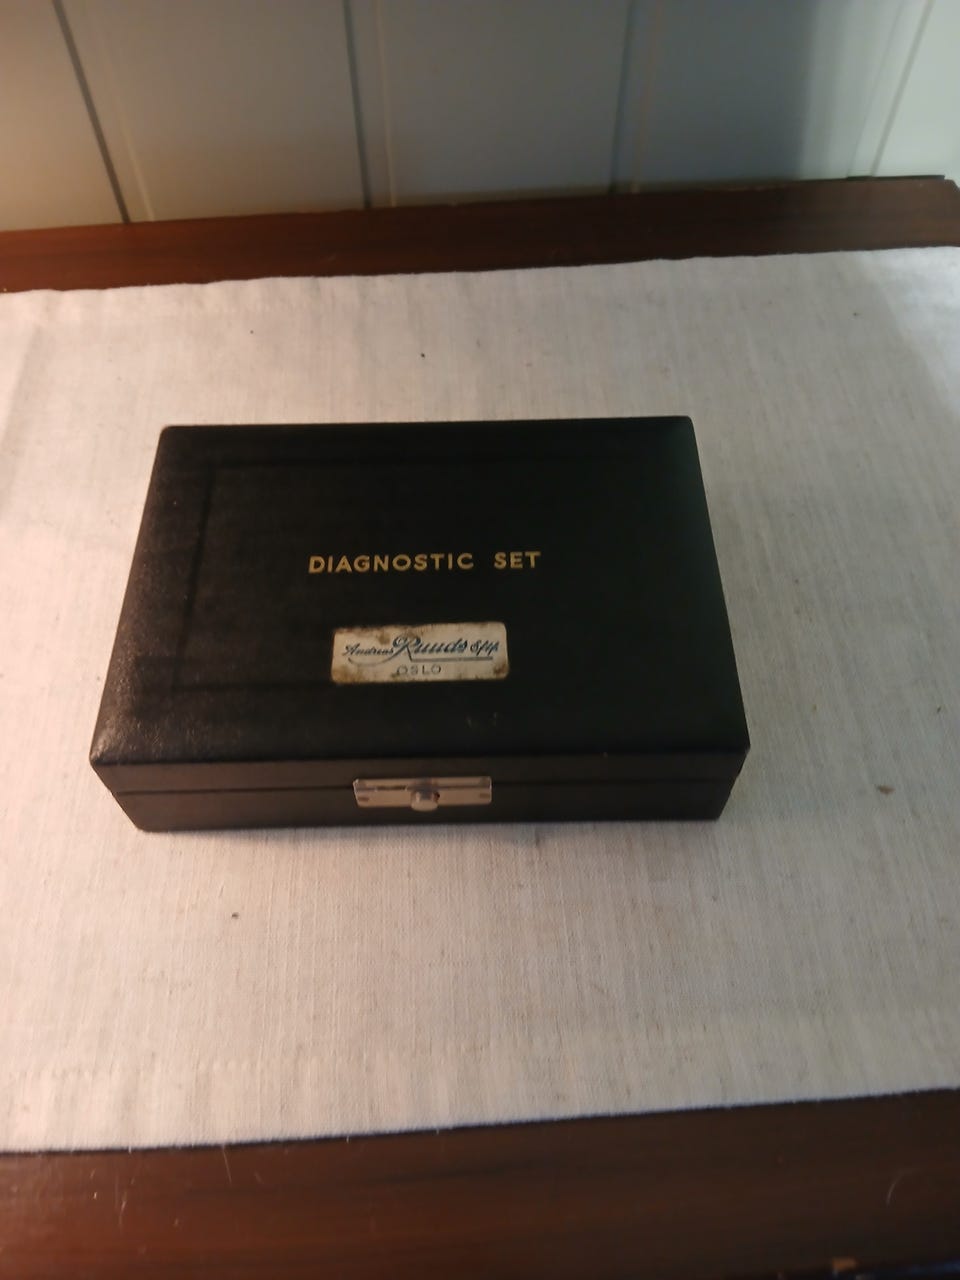 DIAGNOSTIC SET
Andreas Ruuds Eftf
OSLO